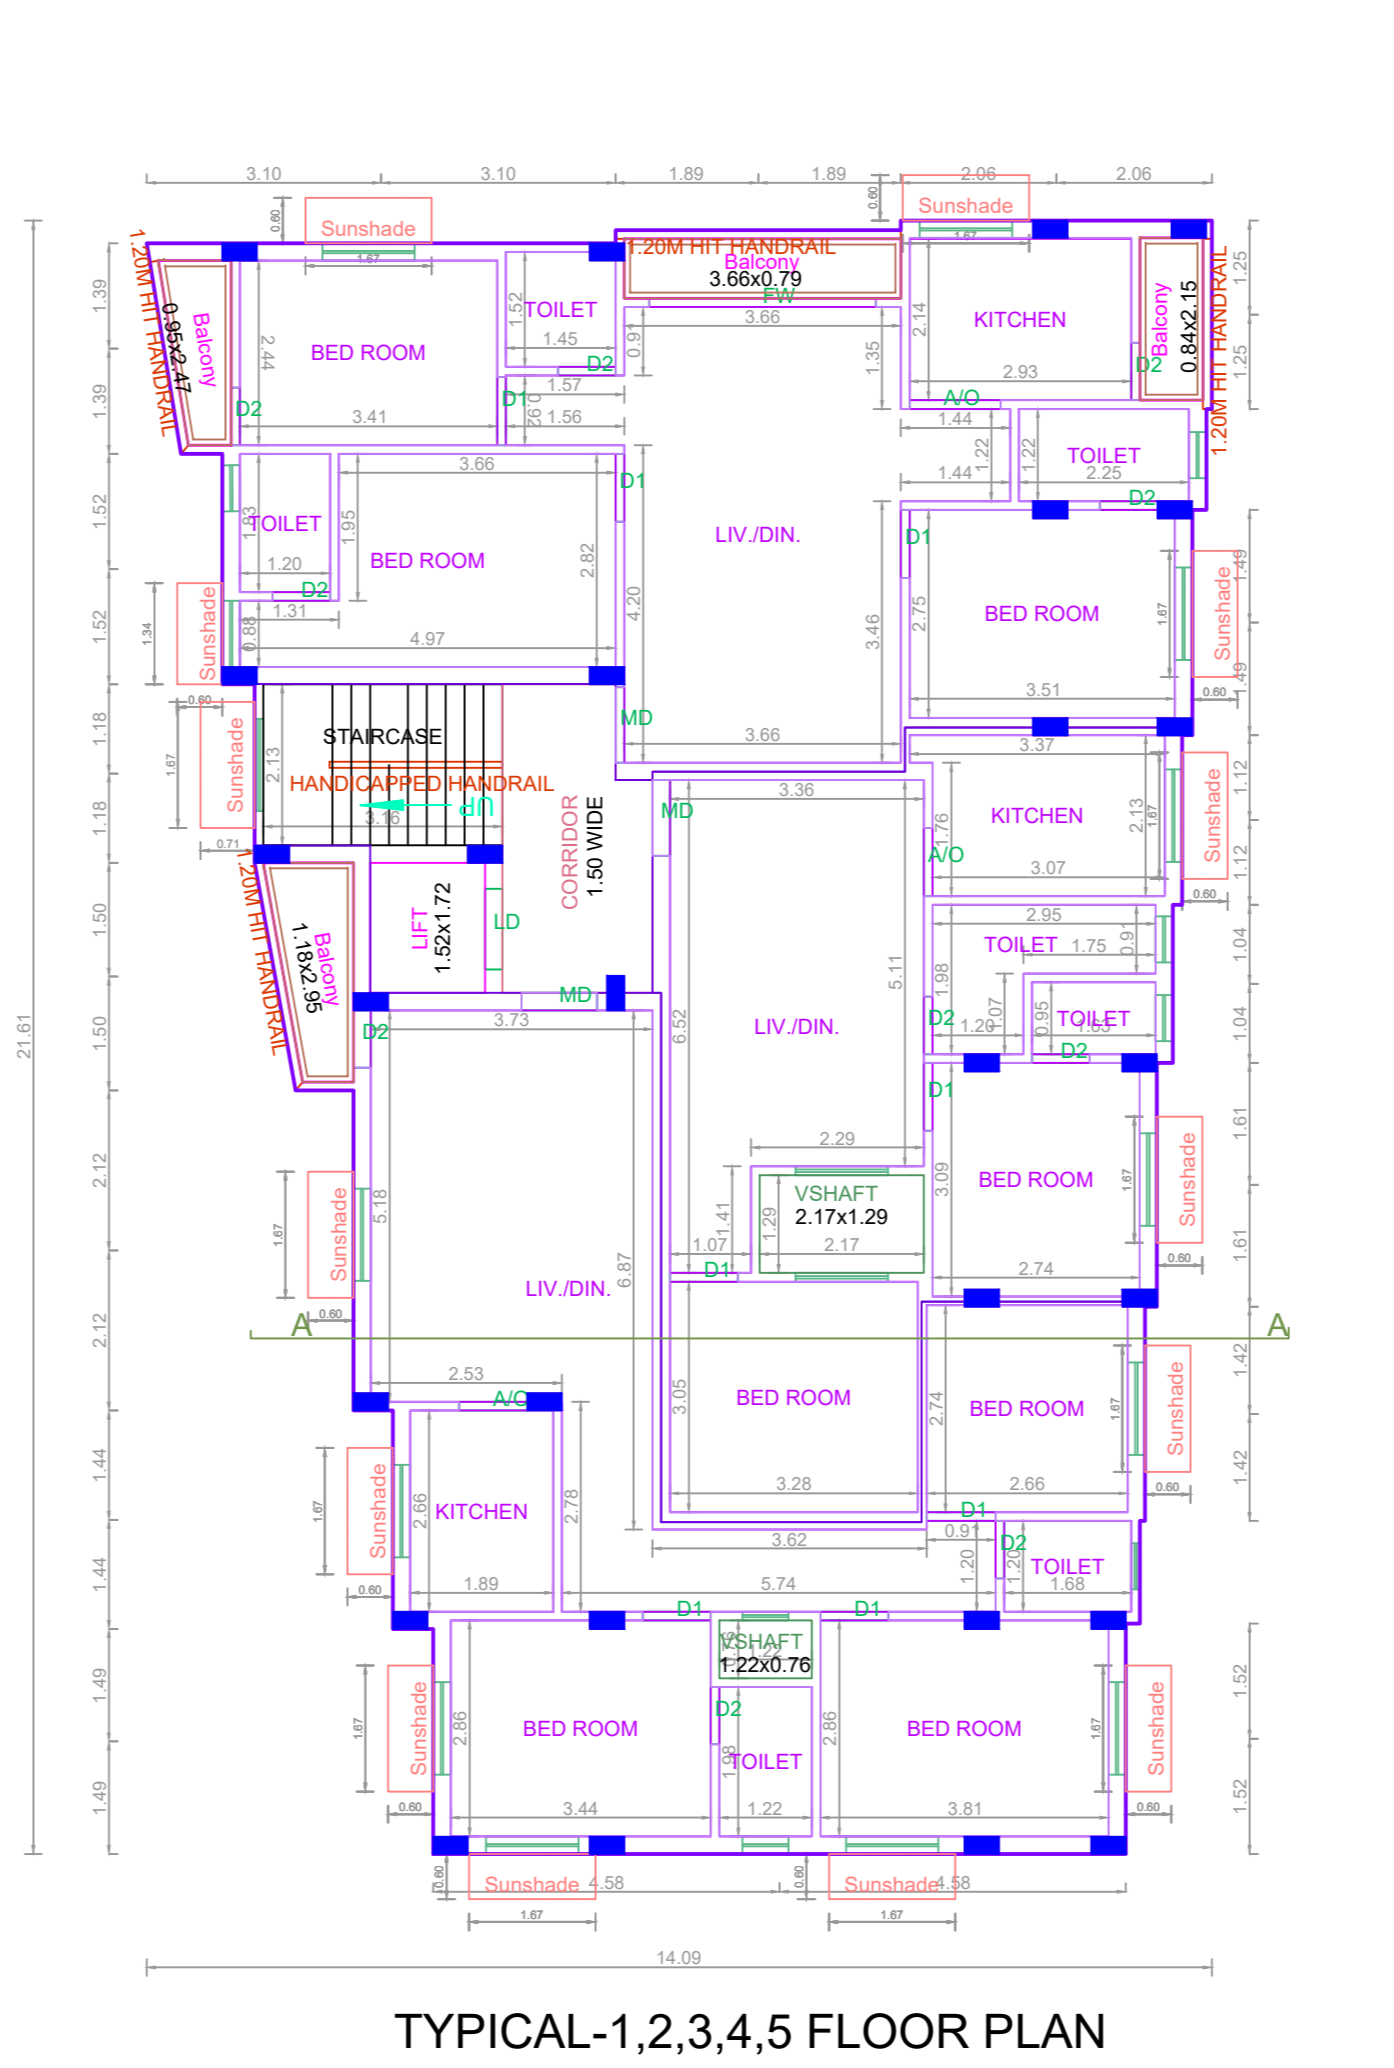 3.10
3.10
1.89
1.89
2.06
2.06
0.60
Sunshade
1.67
0.60
Sunshade
1.67
1.20M HIT HANDRAIL
Balcony
0.95x2.47
D2
BED ROOM
2.44
3.41
TOILET
1.52
1.45
D2
D1
1.57
0.92
1.56
0.91
1.20M HIT HANDRAIL
Balcony
3.66x0.79
FW
3.66
1.35
KITCHEN
2.14
2.93
A/O
D2
Balcony
0.84x2.15
1.20M HIT HANDRAIL
1.44
1.22
1.22
1.44
TOILET
2.25
D2
1.39
1.39
1.52
1.52
1.18
1.18
1.50
1.50
2.12
2.12
1.44
1.44
1.49
1.49
21.61
1.25
1.25
1.49
1.49
1.12
1.12
1.04
1.04
1.61
1.61
1.42
1.42
1.52
1.52
TOILET
1.83
1.20
D2
1.31
0.88
3.66
1.95
BED ROOM
2.82
4.97
D1
LIV./DIN.
4.20
3.46
3.66
MD
D1
BED ROOM
2.75
3.51
1.67
Sunshade
0.60
Sunshade
1.34
0.60
Sunshade
1.67
0.71
STAIRCASE
HANDICAPPED HANDRAIL
UP
2.13
3.16
CORRIDOR
1.50 WIDE
LIFT
1.52x1.72
LD
MD
1.20M HIT HANDRAIL
Balcony
1.18x2.95
D2
3.73
MD
3.36
3.37
KITCHEN
1.76
A/O
2.13
1.67
3.07
Sunshade
0.60
2.95
TOILET
1.75
0.91
1.98
1.07
0.95
D2
1.20
TOILET
1.63
D2
LIV./DIN.
6.52
5.11
2.29
D1
BED ROOM
3.09
2.74
1.67
Sunshade
0.60
VSHAFT
2.17x1.29
1.29
2.17
1.41
1.07
D1
5.18
6.87
LIV./DIN.
Sunshade
1.67
0.60
A
A
2.53
A/O
BED ROOM
3.05
3.28
BED ROOM
2.74
2.66
1.67
Sunshade
0.60
KITCHEN
2.66
1.89
2.78
Sunshade
1.67
0.60
3.62
D1
0.91
D2
1.20
1.20
TOILET
1.68
5.74
D1
D1
VSHAFT
1.22
1.22x0.76
0.76
BED ROOM
2.86
3.44
D2
TOILET
1.98
1.22
BED ROOM
2.86
3.81
Sunshade
1.67
0.60
Sunshade
1.67
0.60
0.60
Sunshade
4.58
1.67
0.60
Sunshade
4.58
1.67
14.09
TYPICAL-1,2,3,4,5 FLOOR PLAN